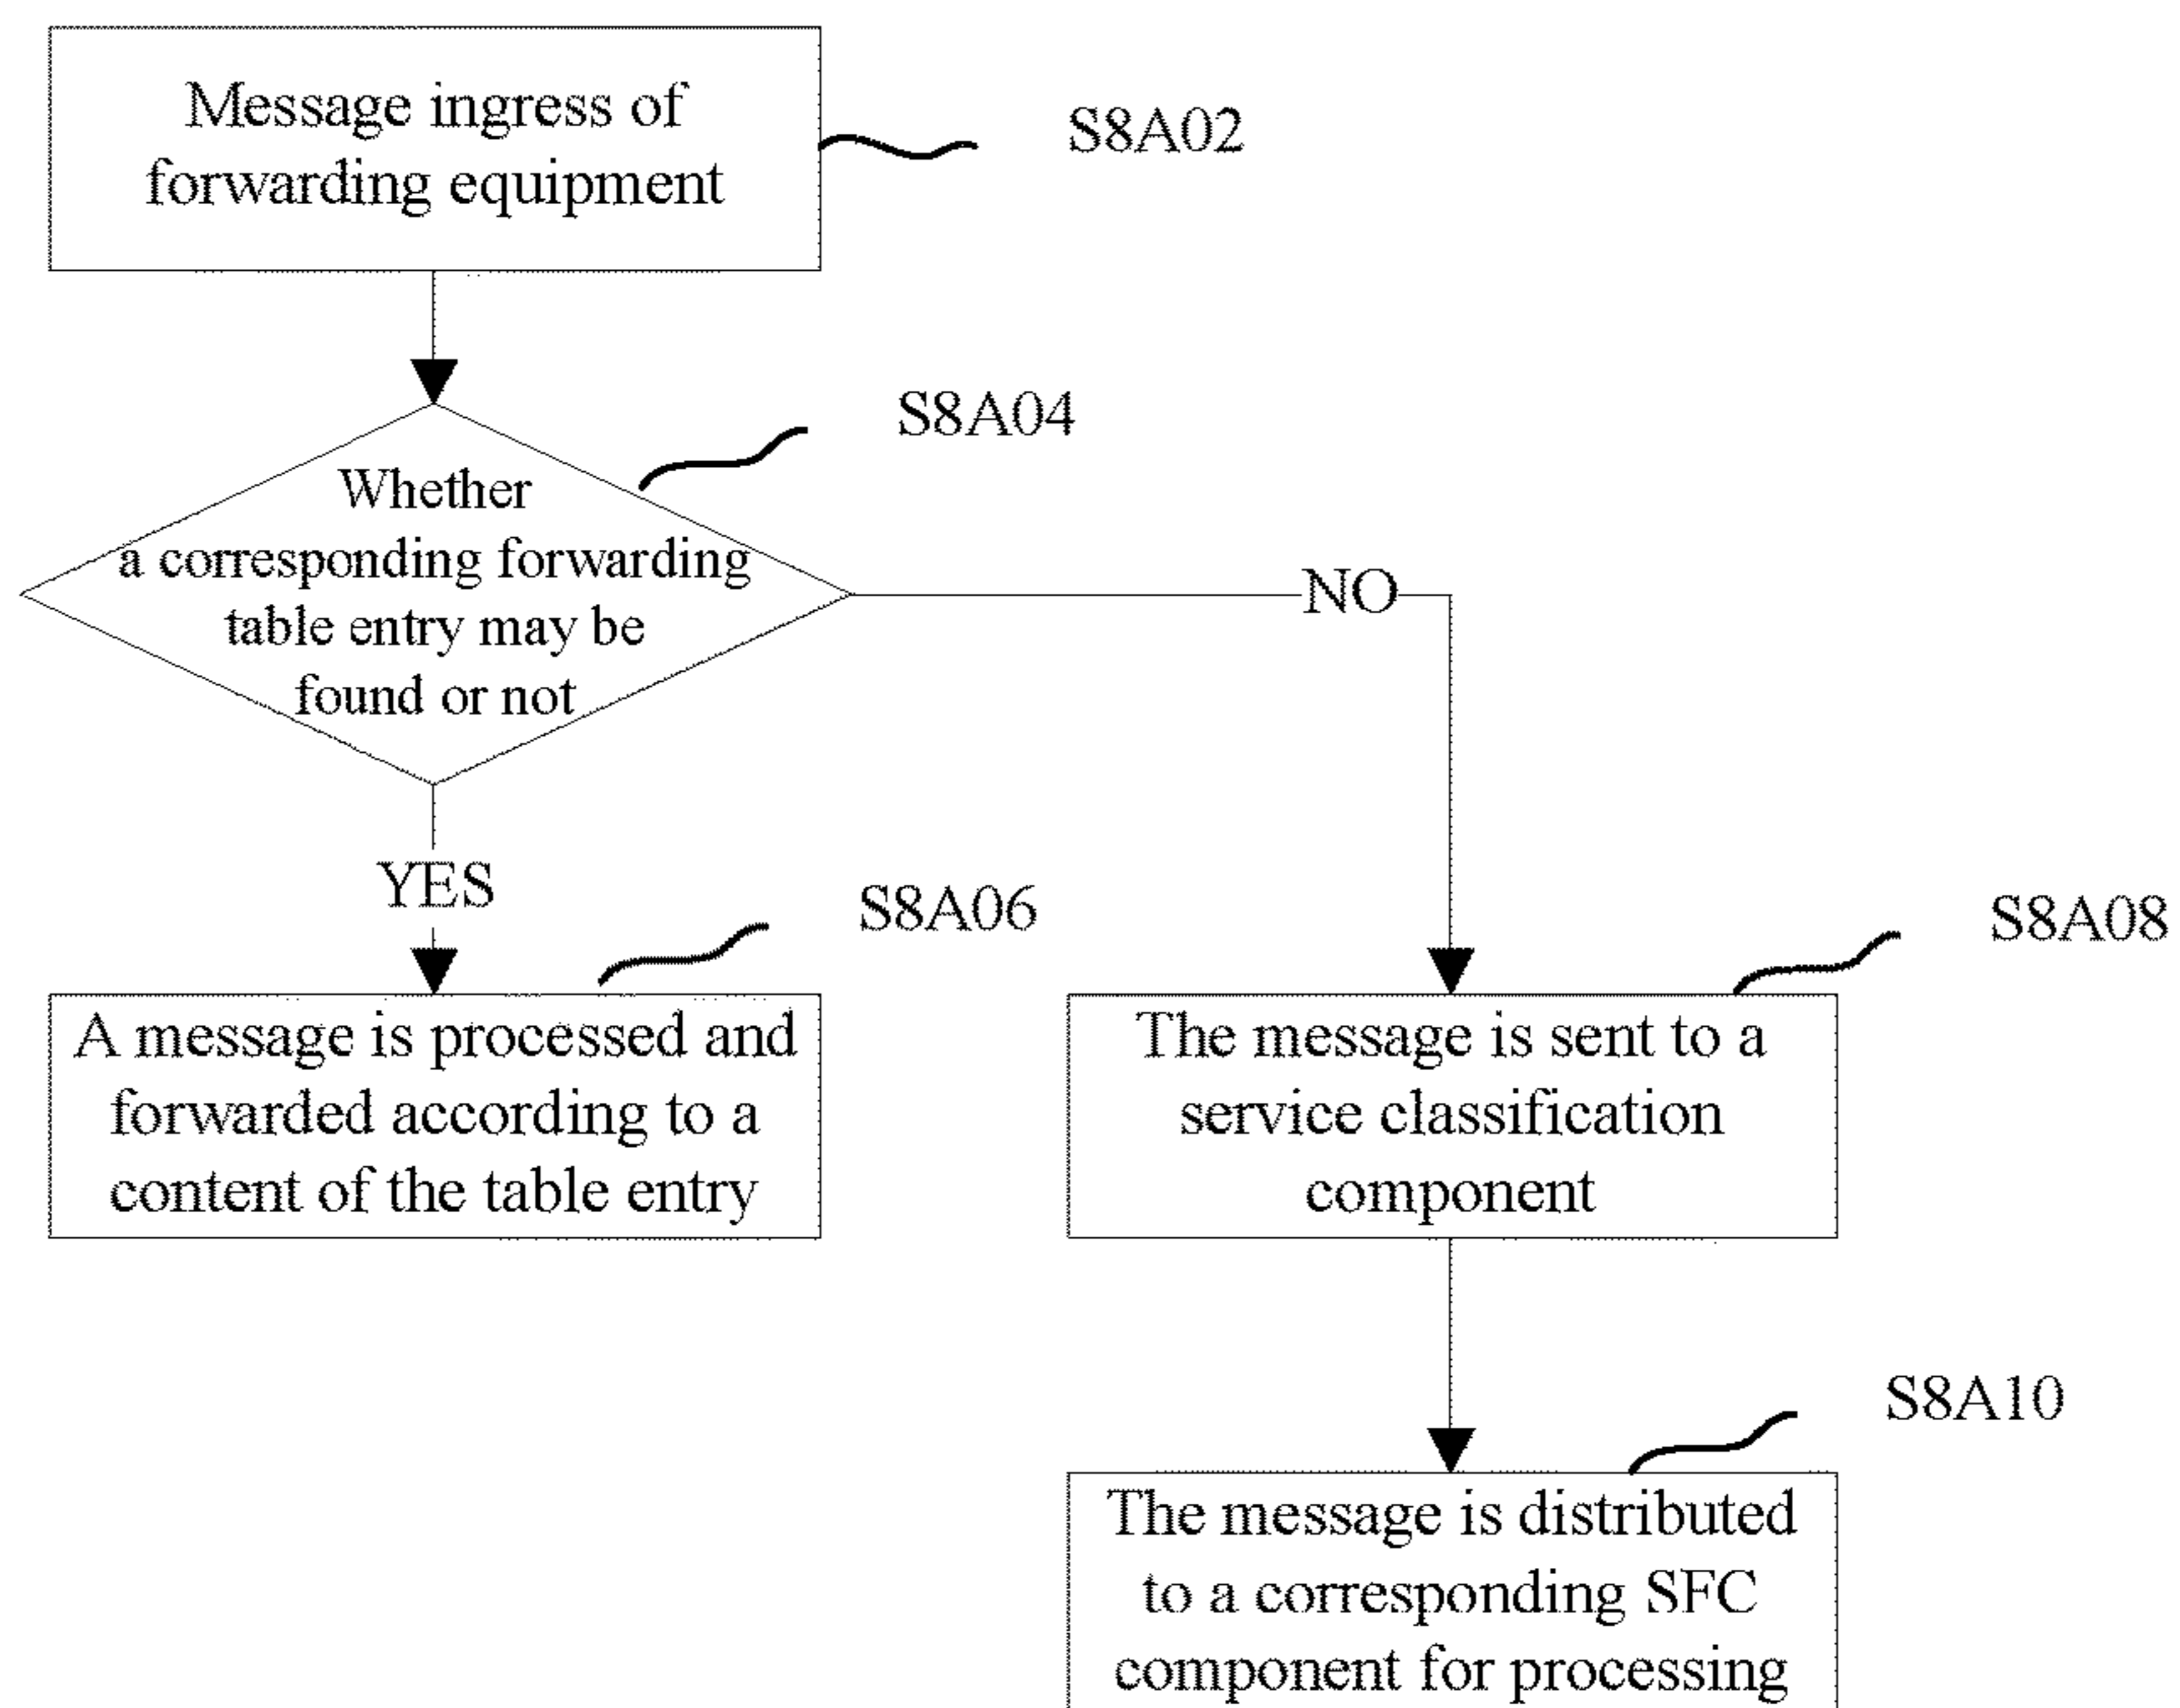 Message ingress of
forwarding equipment
S8A02
S8A04
Whether
a corresponding forwarding
table entry may be
found or not
NO
YES
S8A06
S8A08
A message is processed and
forwarded according to a
content of the table entry
The message is sent to a
service classification
component
S8A10
The message is distributed
to a corresponding SFC
component for processing